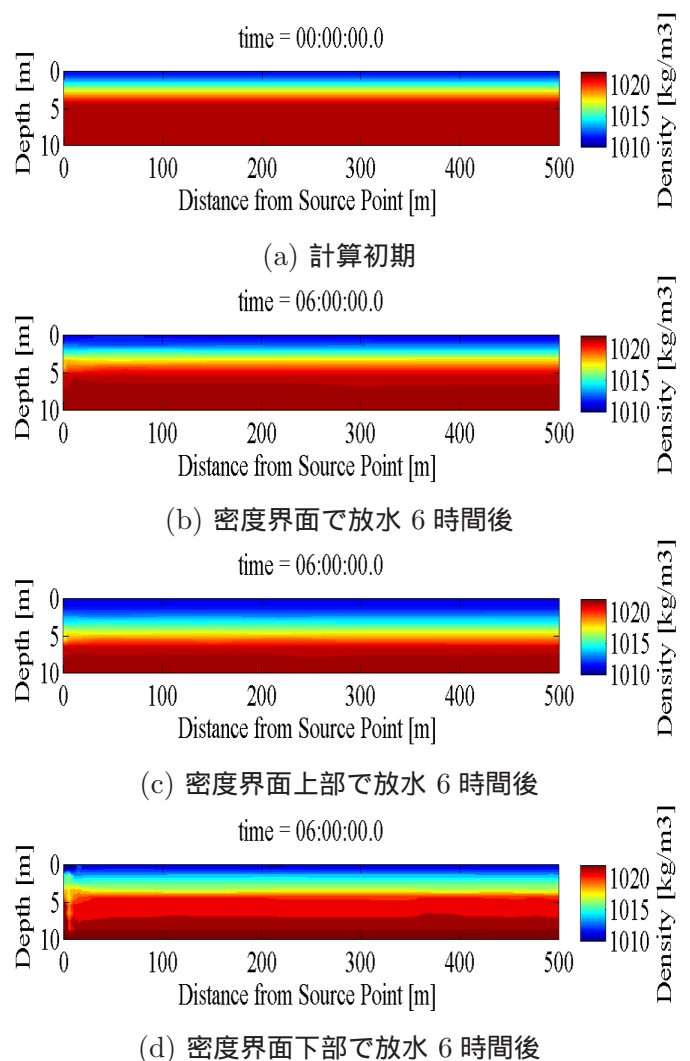 time = 00:00:00.0
Depth [m]
0
5
10
0 100 200 300 400 500
Distance from Source Point [m]
1020
1015
1010
Density [kg/m3]
(a) 計算初期
time = 06:00:00.0
Depth [m]
0
5
10
0 100 200 300 400 500
Distance from Source Point [m]
1020
1015
1010
Density [kg/m3]
(b) 密度界面で放水 6 時間後
time = 06:00:00.0
Depth [m]
0
5
10
0 100 200 300 400 500
Distance from Source Point [m]
1020
1015
1010
Density [kg/m3]
(c) 密度界面上部で放水 6 時間後
time = 06:00:00.0
Depth [m]
0
5
10
0 100 200 300 400 500
Distance from Source Point [m]
1020
1015
1010
Density [kg/m3]
(d) 密度界面下部で放水 6 時間後